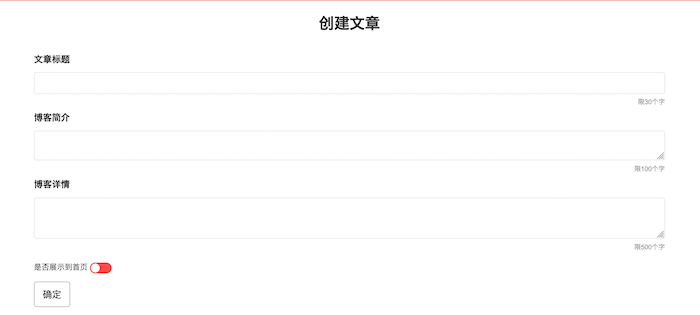 创建文章
文章标题
限30个字
博客简介
限100个字
博客详情
限500个字
是否展示到首页
确定